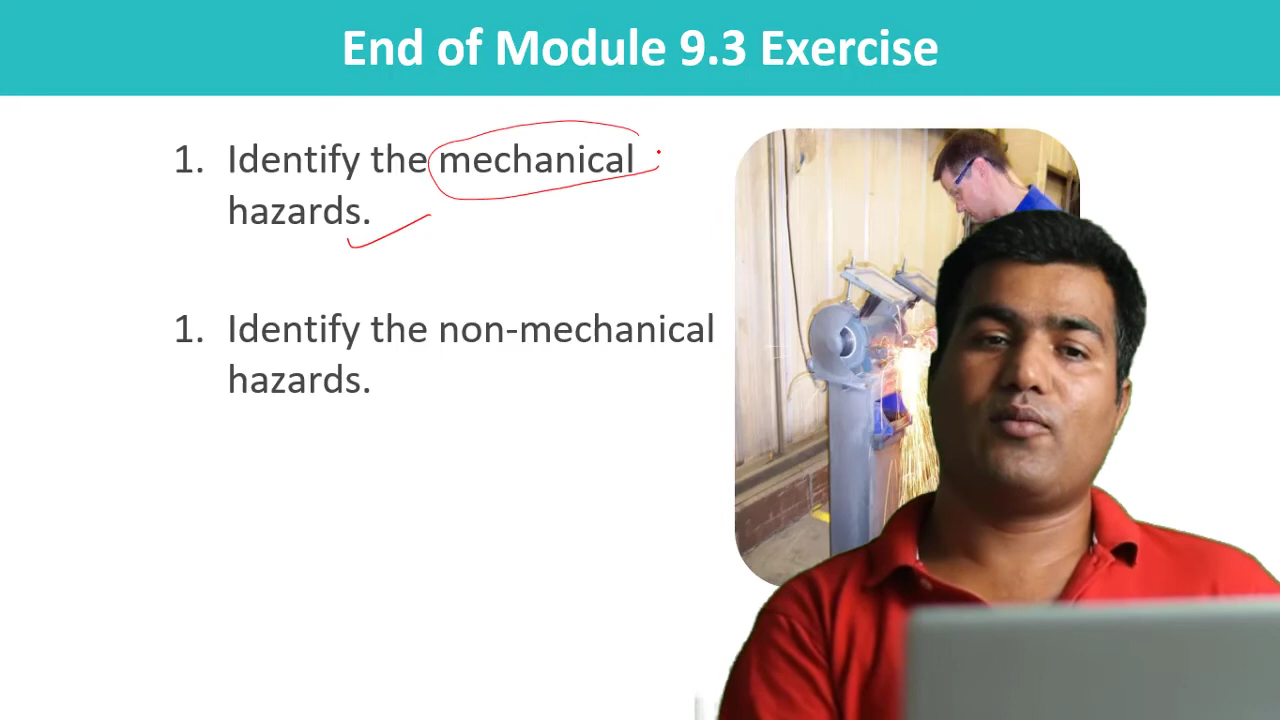 End of Module 9.3 Exercise
1. Identify the mechanical
hazards.
1. Identify the non-mechanical
hazards.